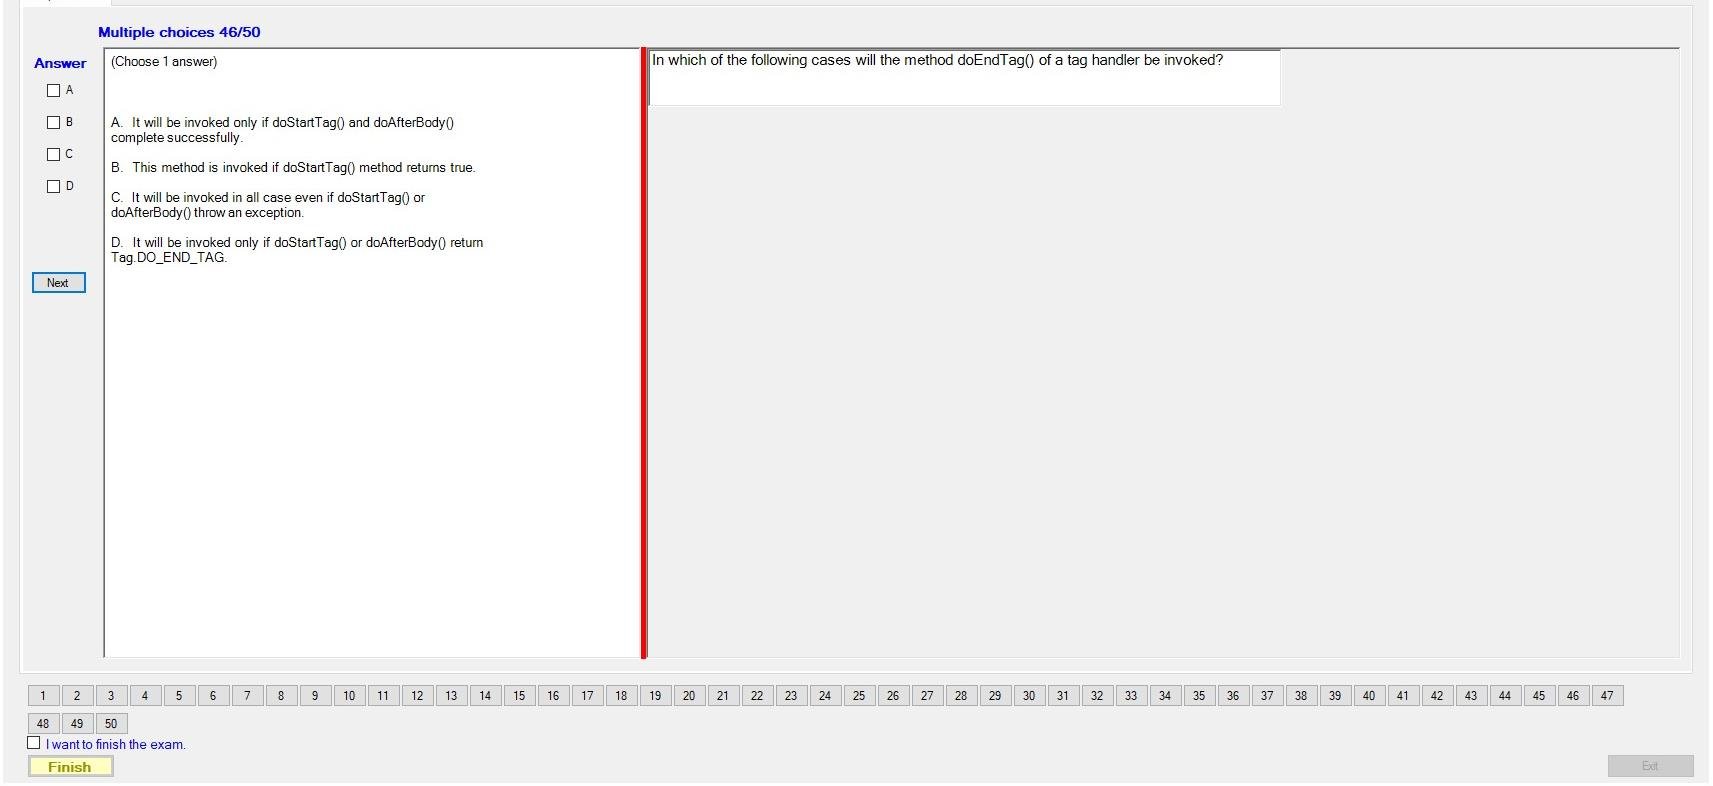 Multiple choices 46/50
Answer
A
B
C
D
Next
(Choose 1 answer)
A. It will be invoked only if doStartTag() and doAfterBody()
complete successfully.
B. This method is invoked if doStartTag() method returns true.
C. It will be invoked in all case even if doStartTag() or
doAfterBody() throw an exception.
D. It will be invoked only if doStartTag() or doAfterBody() return
Tag.DO_END_TAG.
In which of the following cases will the method doEndTag() of a tag handler be invoked?
1 2 3 4 5 6 7 8 9 10 11 12 13 14 15 16 17 18 19 20 21 22 23 24 25 26 27 28 29 30 31 32 33 34 35 36 37 38 39 40 41 42 43 44 45 46 47
48 49 50
I want to finish the exam.
Finish
Exit